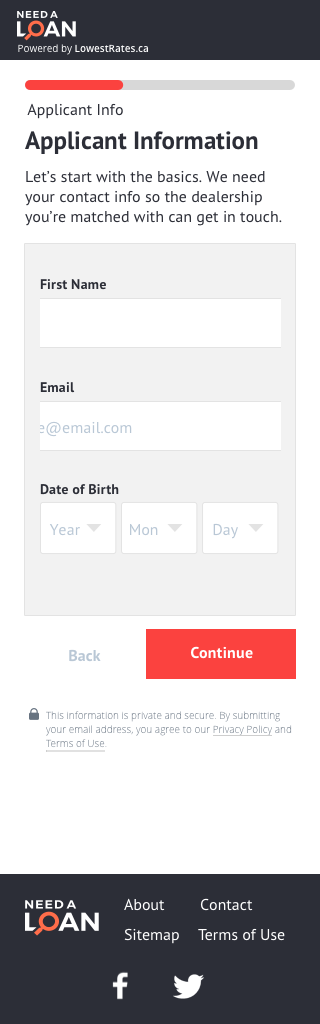 NEED A
LOAN
Powered by LowestRates.ca
Applicant Info
Applicant Information
Let's start with the basics. We need
your contact info so the dealership
you're matched with can get in touch.
First Name
Email
e@email.com
Date of Birth
Year Mon Day
Back Continue
This information is private and secure. By submitting
your email address, you agree to our Privacy Policy and
Terms of Use.
NEED A
LOAN
About Contact
Sitemap Terms of Use